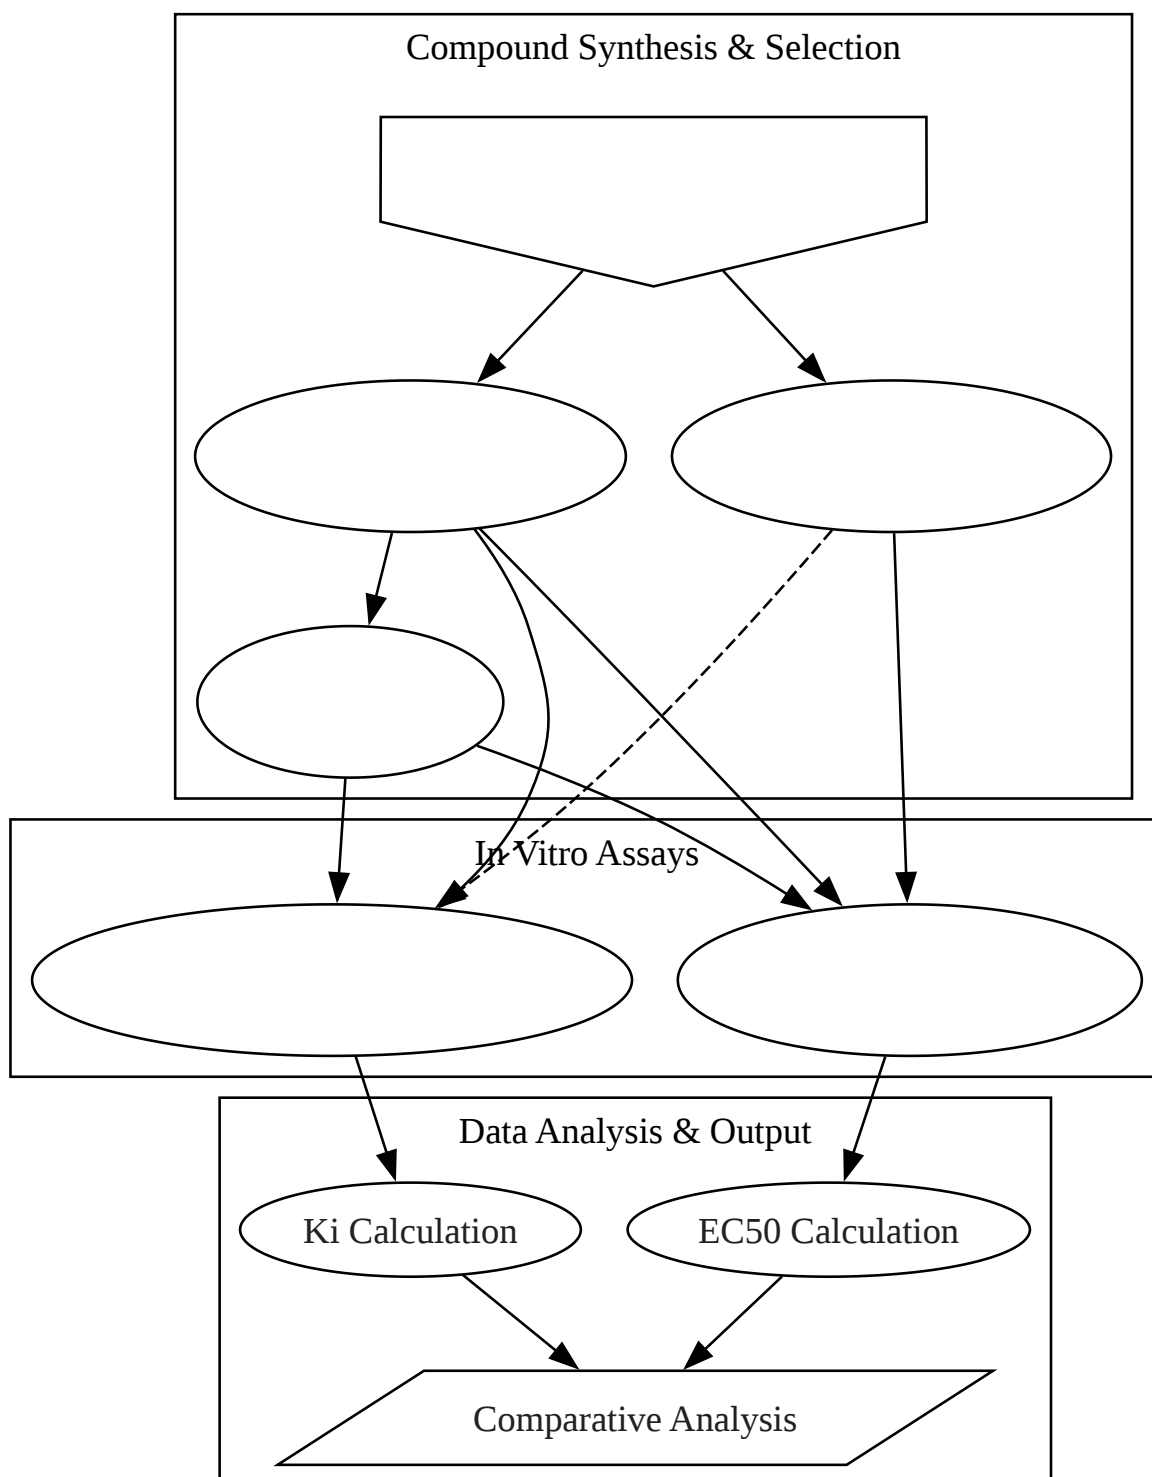 Compound Synthesis & Selection
In Vitro Assays
Data Analysis & Output
Ki Calculation
EC50 Calculation
Comparative Analysis